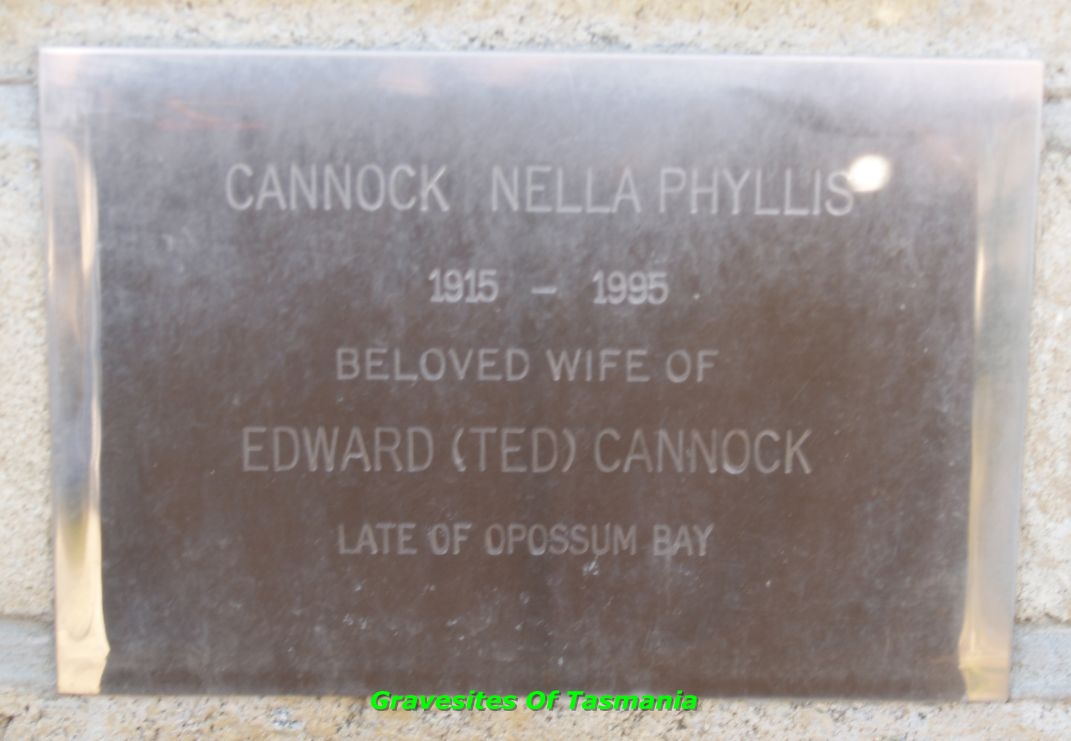 CANNOCK NELLA PHYLLIS
1915 - 1995
BELOVED WIFE OF
EDWARD (TED) CANNOCK
LATE OF OPOSSUM BAY
Gravesites Of Tasmania